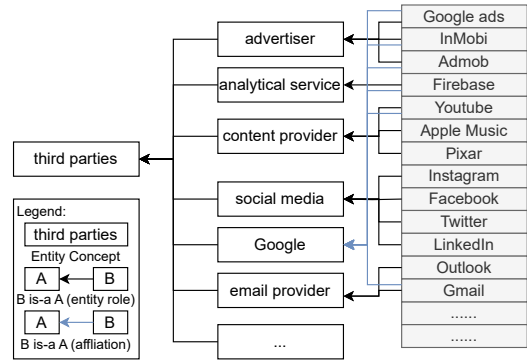 third parties
Legend:
third parties
Entity Concept
A
B
B is-a A (entity role)
A
B
B is-a A (affliation)
advertiser
analytical service
content provider
social media
Google
email provider
...
Google ads
InMobi
Admob
Firebase
Youtube
Apple Music
Pixar
Instagram
Facebook
Twitter
LinkedIn
Outlook
Gmail
......
......